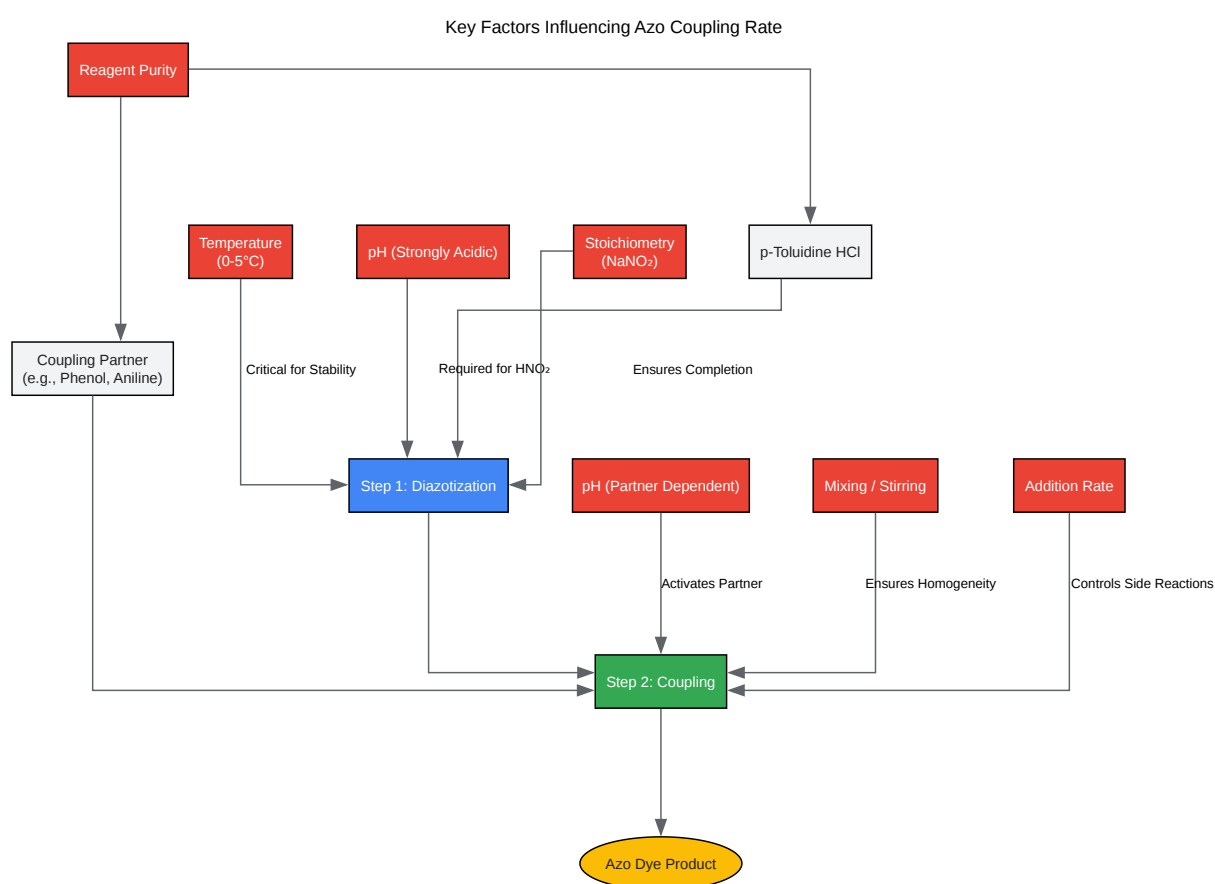 Key Factors Influencing Azo Coupling Rate
Reagent Purity
Temperature
(0-5°C)
pH (Strongly Acidic)
Stoichiometry
(NaNO₂)
p-Toluidine HCl
Coupling Partner
(e.g., Phenol, Aniline)
Critical for Stability
Required for HNO₂
Ensures Completion
Step 1: Diazotization
pH (Partner Dependent)
Mixing / Stirring
Addition Rate
Activates Partner
Ensures Homogeneity
Controls Side Reactions
Step 2: Coupling
Azo Dye Product